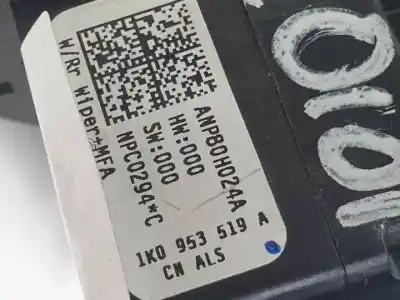 W/Rr Wiper+MFA
ANP80H024A
HW:000
SW:000
NPC0294*C
1K0 953 519 A
CN ALS
1010